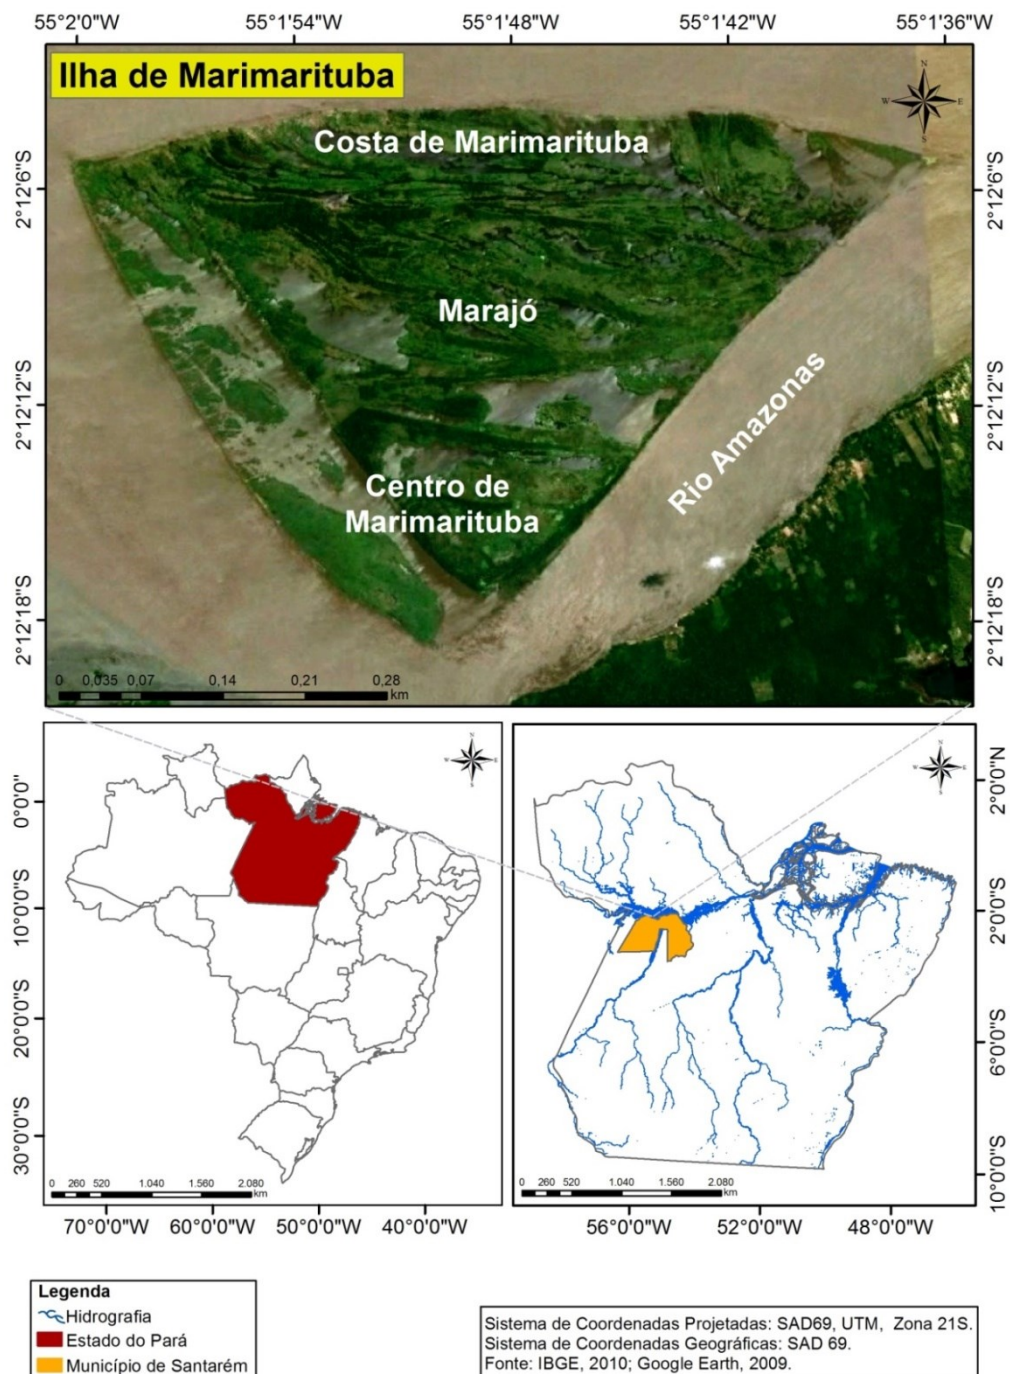 55°2'0"W 55°1'54"W 55°1'48"W 55°1'42"W 55°1'36"W
Ilha de Marimarituba
N
W E
S
Costa de Marimarituba
2°12'6"S 2°12'6"S
Marajó
2°12'12"S 2°12'12"S
Rio Amazonas
Centro de
Marimarituba
2°12'18"S 2°12'18"S
0 0,035 0,07 0,14 0,21 0,28
km
N
W E
S
N
W E
S
0°0'0"
10°0'0"S
20°0'0"S
30°0'0"S
2°0'0"N
2°0'0"S
6°0'0"S
10°0'0"S
0 260 520 1.040 1.560 2.080
km
0 260 520 1.040 1.560 2.080
km
70°0'0"W 60°0'0"W 50°0'0"W 40°0'0"W
56°0'0"W 52°0'0"W 48°0'0"W
Legenda
Hidrografia
Estado do Pará
Município de Santarém
Sistema de Coordenadas Projetadas: SAD69, UTM, Zona 21S.
Sistema de Coordenadas Geográficas: SAD 69.
Fonte: IBGE, 2010; Google Earth, 2009.